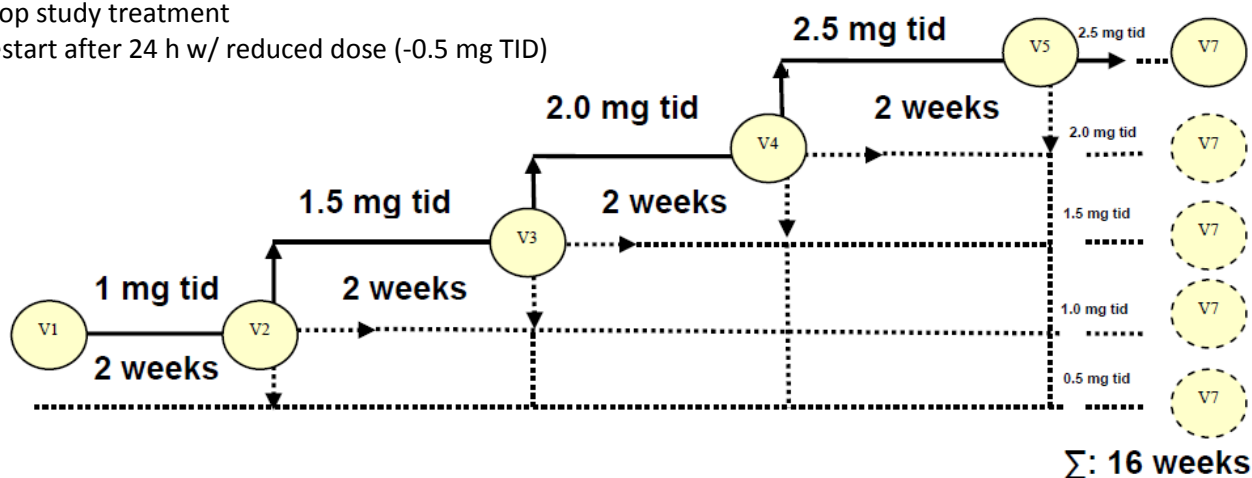 op study treatment
estart after 24 h w/ reduced dose (-0.5 mg TID)
2.5 mg tid
V5
2.5 mg tid
V7
2.0 mg tid
V4
2 weeks
2.0 mg tid
V7
1.5 mg tid
V3
2 weeks
1.5 mg tid
V7
V1
1 mg tid
V2
2 weeks
1.0 mg tid
V7
2 weeks
0.5 mg tid
V7
∑: 16 weeks